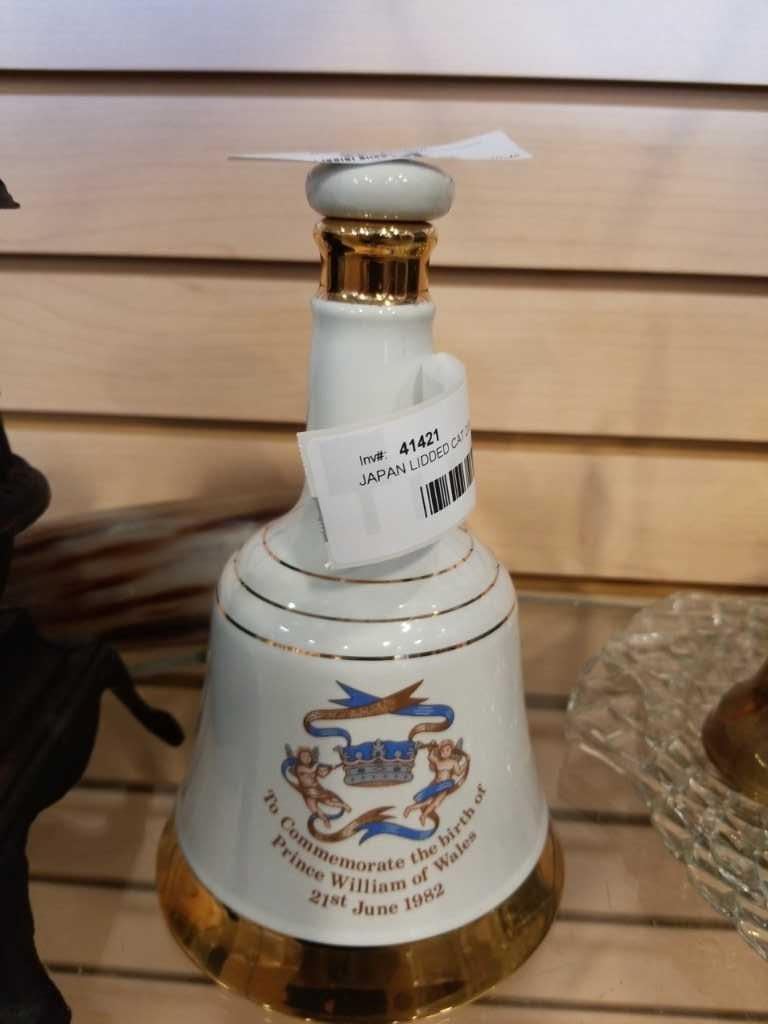 Inv#: 41421
JAPAN LIDDED CAT
To Commemorate the birth of
Prince William of Wales
21st June 1982